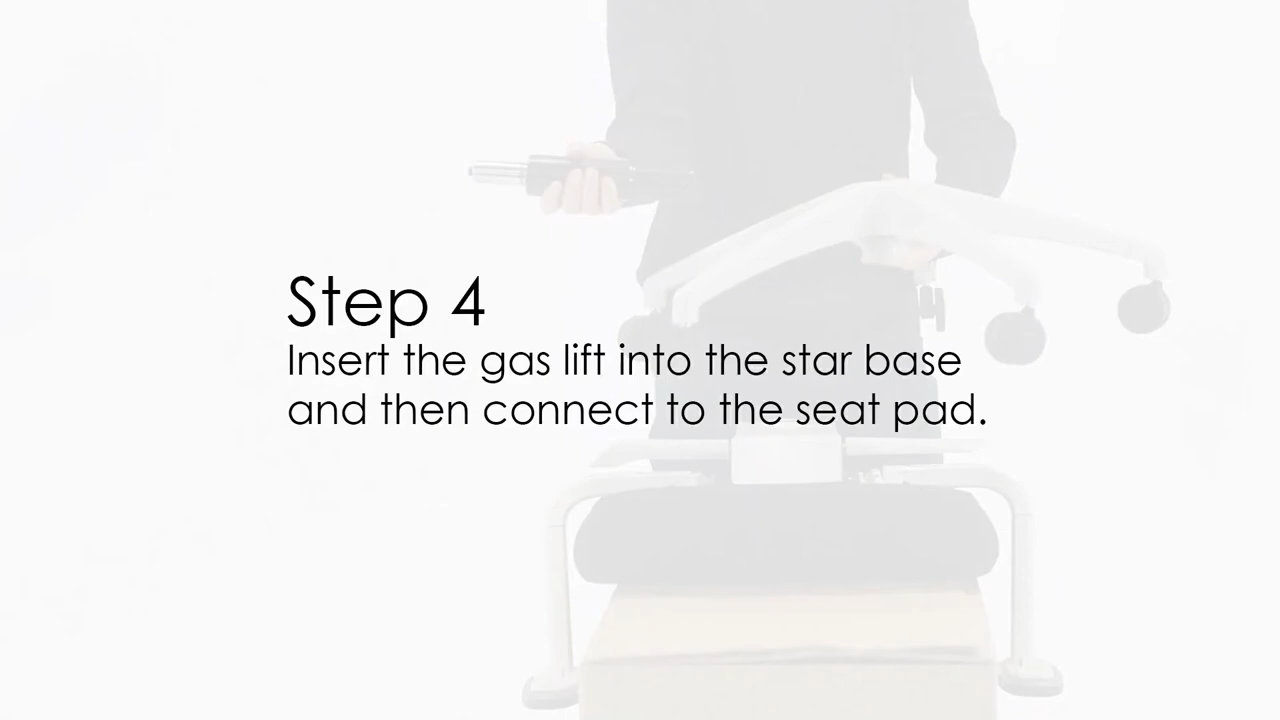 Step 4
Insert the gas lift into the star base
and then connect to the seat pad.